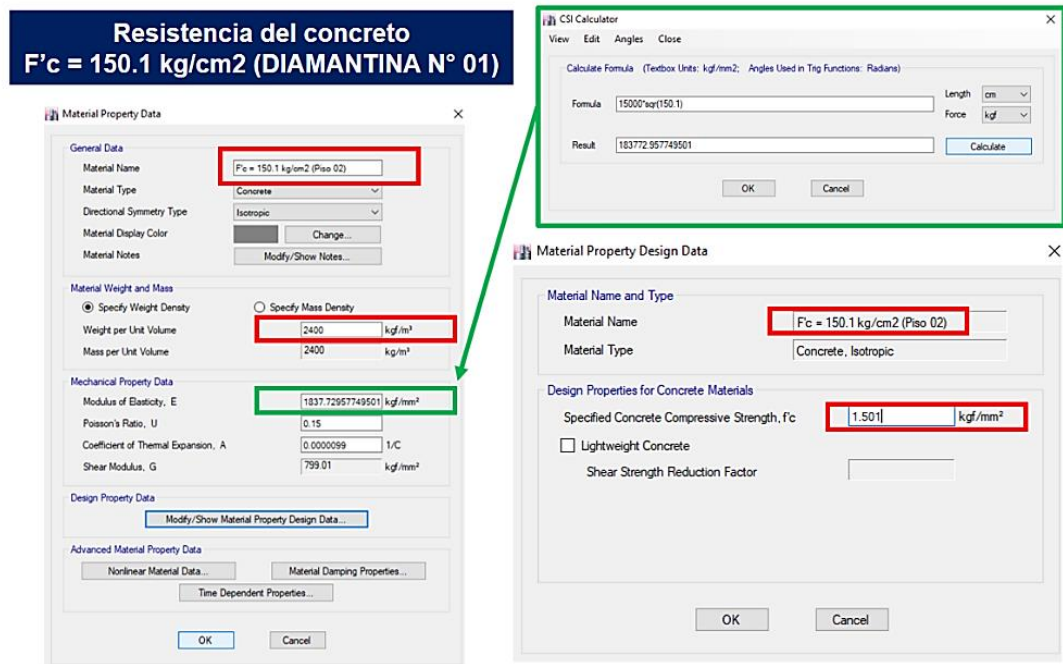 Resistencia del concreto
F'c = 150.1 kg/cm2 (DIAMANTINA N° 01)
CSI Calculator
View Edit Angles Close
Calculate Formula (Textbox Units: kgf/mm2; Angles Used in Trig Functions: Radians)
Formula 15000*sqr(150.1)
Length cm
Force kgf
Result 183772.957749501
Calculate
OK Cancel
Material Property Data
General Data
Material Name F'c = 150.1 kg/cm2 (Piso 02)
Material Type Concrete
Directional Symmetry Type Isotropic
Material Display Color Change...
Material Notes Modify/Show Notes...
Material Weight and Mass
Specify Weight Density Specify Mass Density
Weight per Unit Volume 2400 kgf/m³
Mass per Unit Volume 2400 kg/m³
Mechanical Property Data
Modulus of Elasticity, E 1837.72957749501 kgf/mm²
Poisson's Ratio, U 0.15
Coefficient of Thermal Expansion, A 0.0000099 1/C
Shear Modulus, G 799.01 kgf/mm²
Design Property Data
Modify/Show Material Property Design Data...
Advanced Material Property Data
Nonlinear Material Data... Material Damping Properties...
Time Dependent Properties...
OK Cancel
Material Property Design Data
Material Name and Type
Material Name F'c = 150.1 kg/cm2 (Piso 02)
Material Type Concrete, Isotropic
Design Properties for Concrete Materials
Specified Concrete Compressive Strength, f'c 1.501 kgf/mm²
Lightweight Concrete
Shear Strength Reduction Factor
OK Cancel